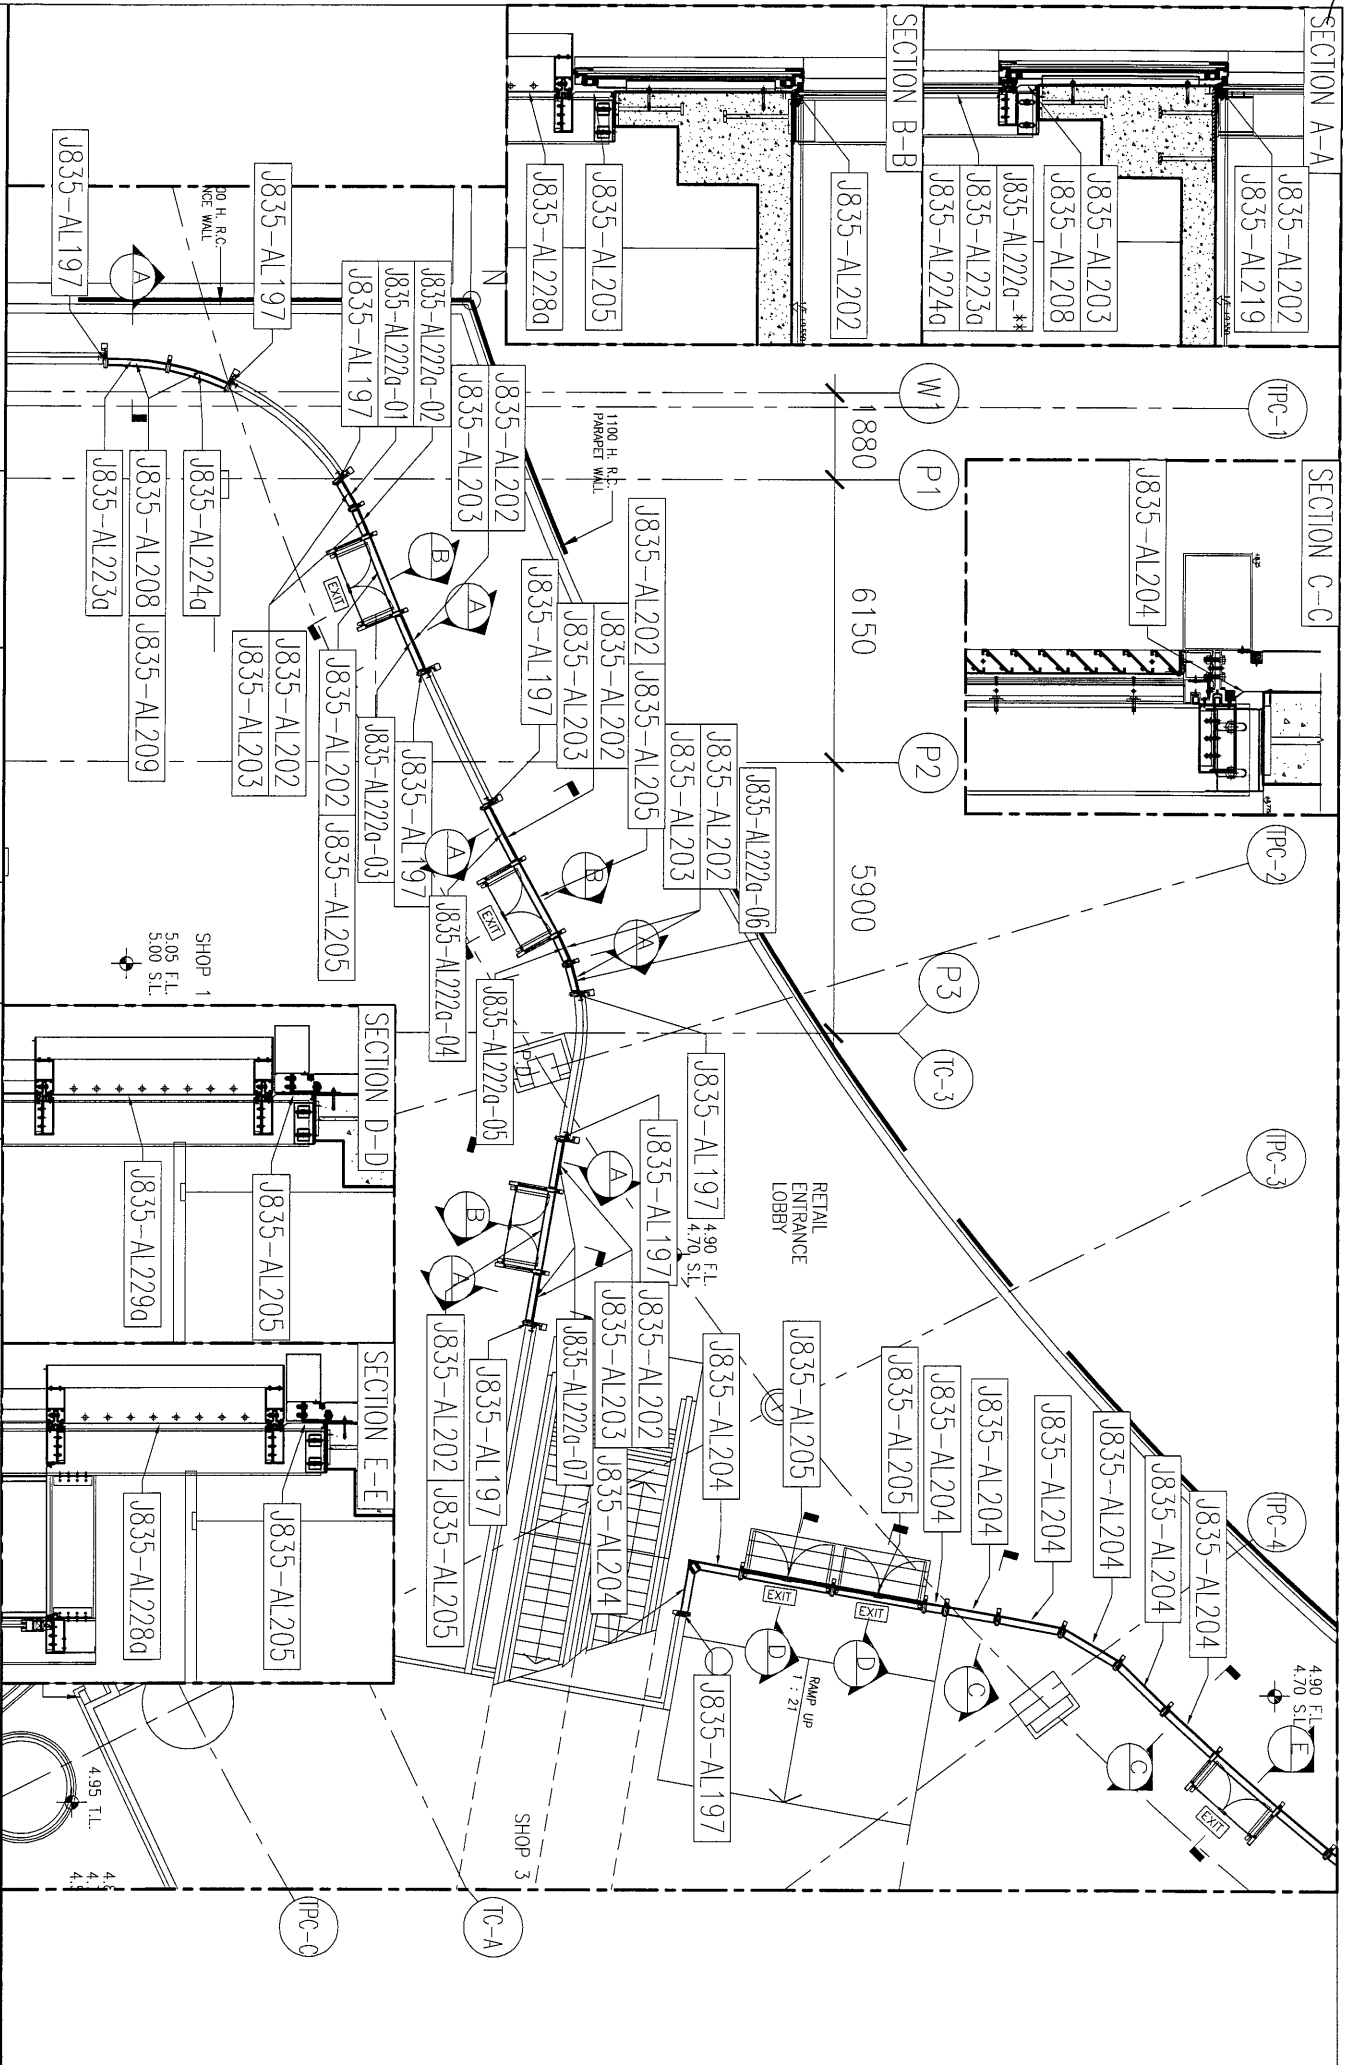 SECTION A-A
J835-AL202
J835-AL219
J835-AL203
J835-AL208
J835-AL222a-**
J835-AL223a
J835-AL224a
SECTION B-B
J835-AL202
J835-AL205
J835-AL228a
SECTION C-C
J835-AL204
TPC-1
W1
P1
P2
TPC-2
P3
TC-3
TPC-3
TPC-4
1880
6150
5900
1100 H. R.C.
PARAPET WALL
00 H. R.C.
NCE WALL
J835-AL197
J835-AL197
A
J835-AL222a-02
J835-AL222a-01
J835-AL197
J835-AL202
J835-AL203
J835-AL224a
J835-AL208 J835-AL209
J835-AL223a
B
A
EXIT
J835-AL202
J835-AL203
J835-AL202 J835-AL205
J835-AL222a-03
J835-AL197
J835-AL197
J835-AL202
J835-AL203
J835-AL202 J835-AL205
A
B
EXIT
J835-AL222a-04
J835-AL222a-05
J835-AL222a-06
J835-AL202
J835-AL203
A
SHOP 1
5.05 F.L.
5.00 S.L.
P.D
J835-AL197
J835-AL197
4.90 F.L.
4.70 S.L.
RETAIL
ENTRANCE
LOBBY
A
B
A
J835-AL202
J835-AL203
J835-AL222a-07
J835-AL197
J835-AL202 J835-AL205
J835-AL204
J835-AL204
J835-AL205
J835-AL205
J835-AL204
J835-AL204
J835-AL204
J835-AL204
J835-AL204
J835-AL204
EXIT
EXIT
D
D
C
C
E
EXIT
4.90 F.L.
4.70 S.L.
RAMP UP
1 : 21
J835-AL197
SHOP 3
SECTION D-D
J835-AL205
J835-AL229a
SECTION E-E
J835-AL205
J835-AL228a
4.95 T.L.
TC-A
TPC-C